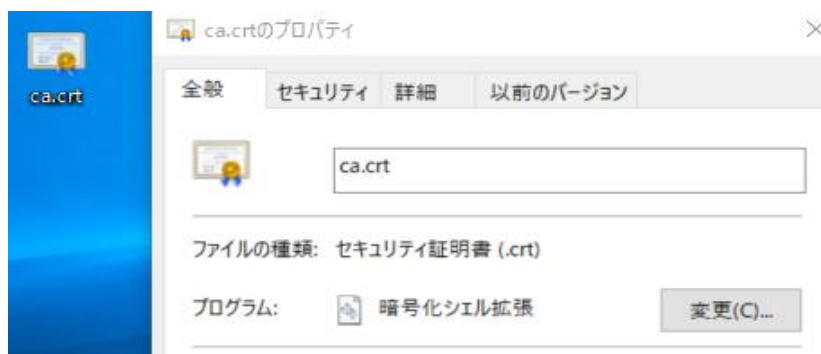 ca.crt
ca.crtのプロパティ
全般 セキュリティ 詳細 以前のバージョン
ca.crt
ファイルの種類: セキュリティ証明書 (.crt)
プログラム: 暗号化シェル拡張 変更(C)...